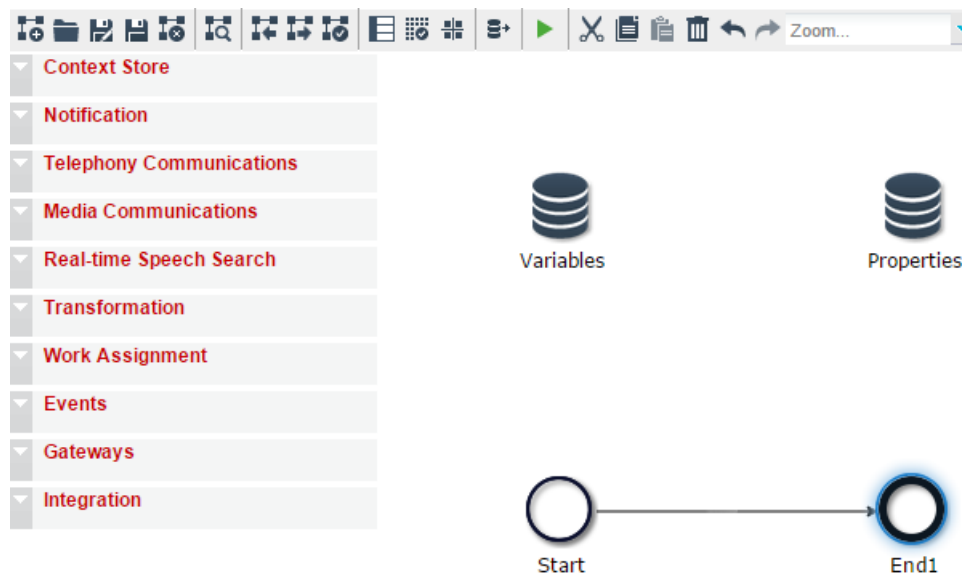 Zoom...
Context Store
Notification
Telephony Communications
Media Communications
Real-time Speech Search
Transformation
Work Assignment
Events
Gateways
Integration
Variables
Properties
Start
End1